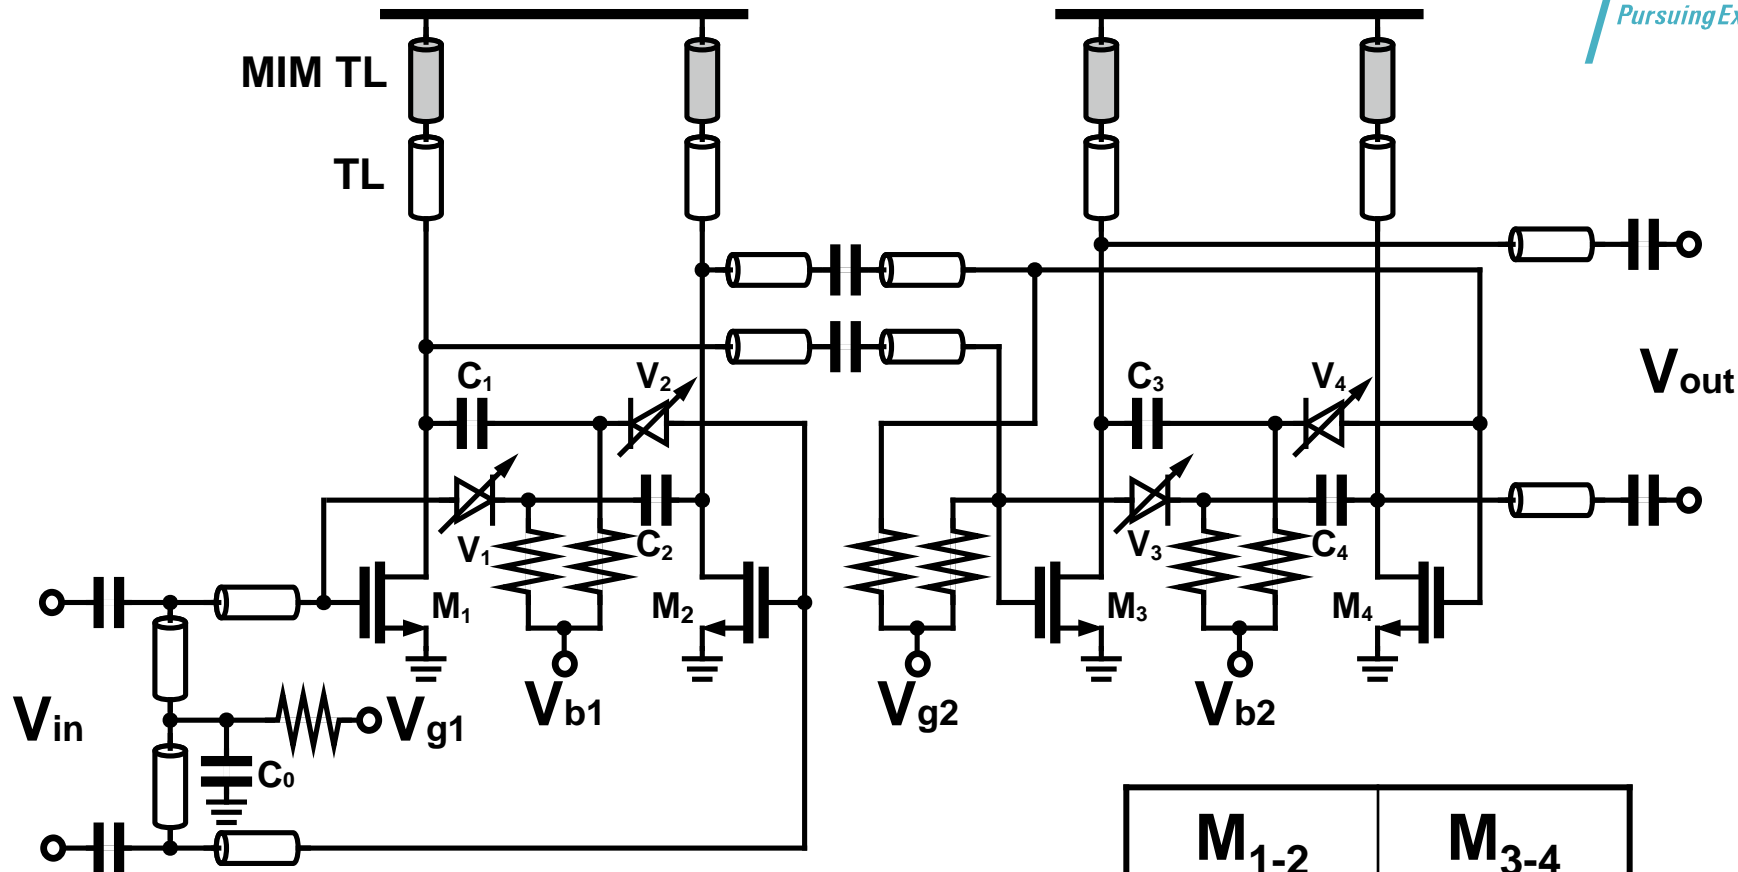 Pursuing
MIM TL
TL
C1
V2
C3
V4
Vout
V1
C2
V3
C4
M1
M2
M3
M4
Vin
Vg1
Vb1
Vg2
Vb2
C0
M1-2
M3-4